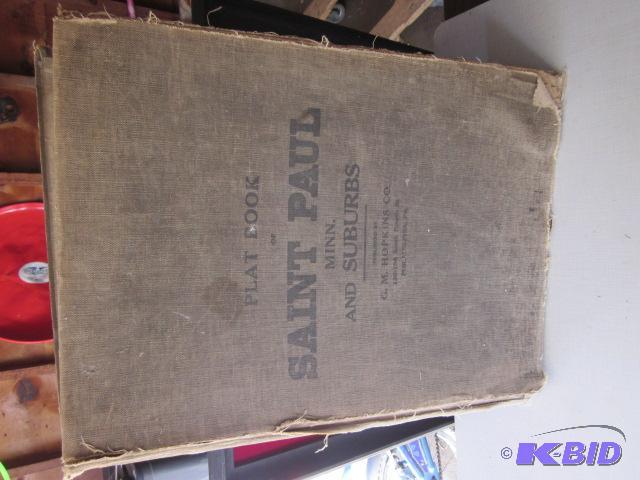 PLAT BOOK
OF
SAINT PAUL
MINN.
AND SUBURBS
G. M. HOPKINS CO.
© K-BID